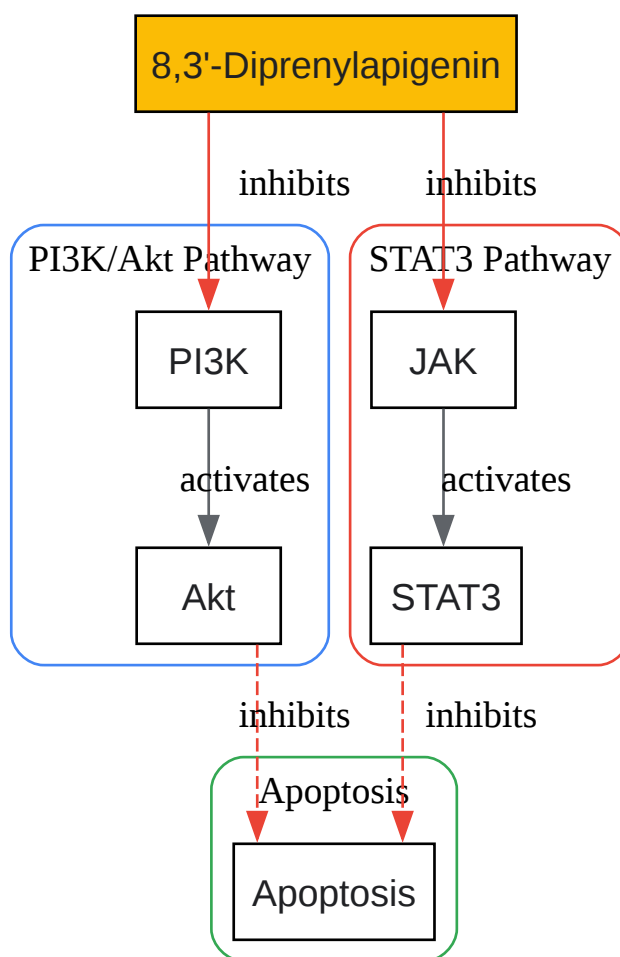 8,3'-Diprenylapigenin
inhibits
inhibits
PI3K/Akt Pathway
STAT3 Pathway
PI3K
JAK
activates
activates
Akt
STAT3
inhibits
inhibits
Apoptosis
Apoptosis